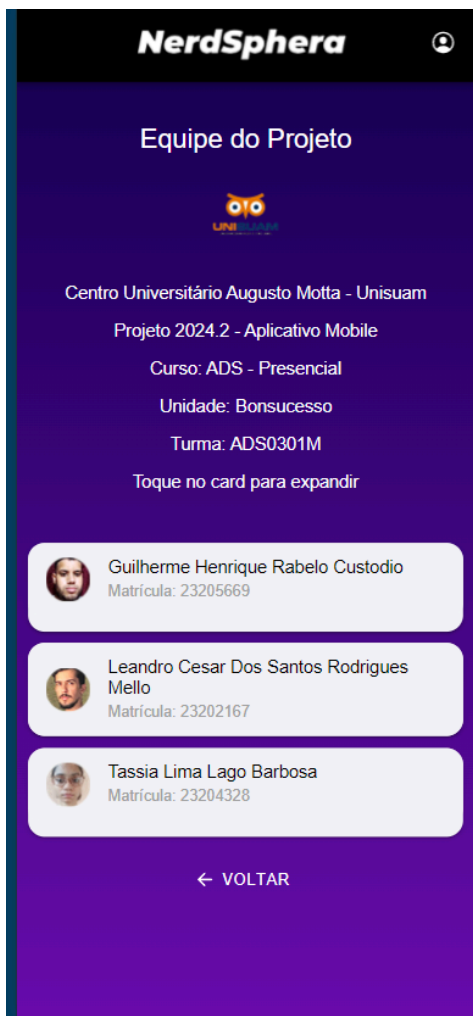 NerdSphera
Equipe do Projeto
UNISUAM
Centro Universitário Augusto Motta - Unisuam
Projeto 2024.2 - Aplicativo Mobile
Curso: ADS - Presencial
Unidade: Bonsucesso
Turma: ADS0301M
Toque no card para expandir
Guilherme Henrique Rabelo Custodio
Matrícula: 23205669
Leandro Cesar Dos Santos Rodrigues
Mello
Matrícula: 23202167
Tassia Lima Lago Barbosa
Matrícula: 23204328
← VOLTAR